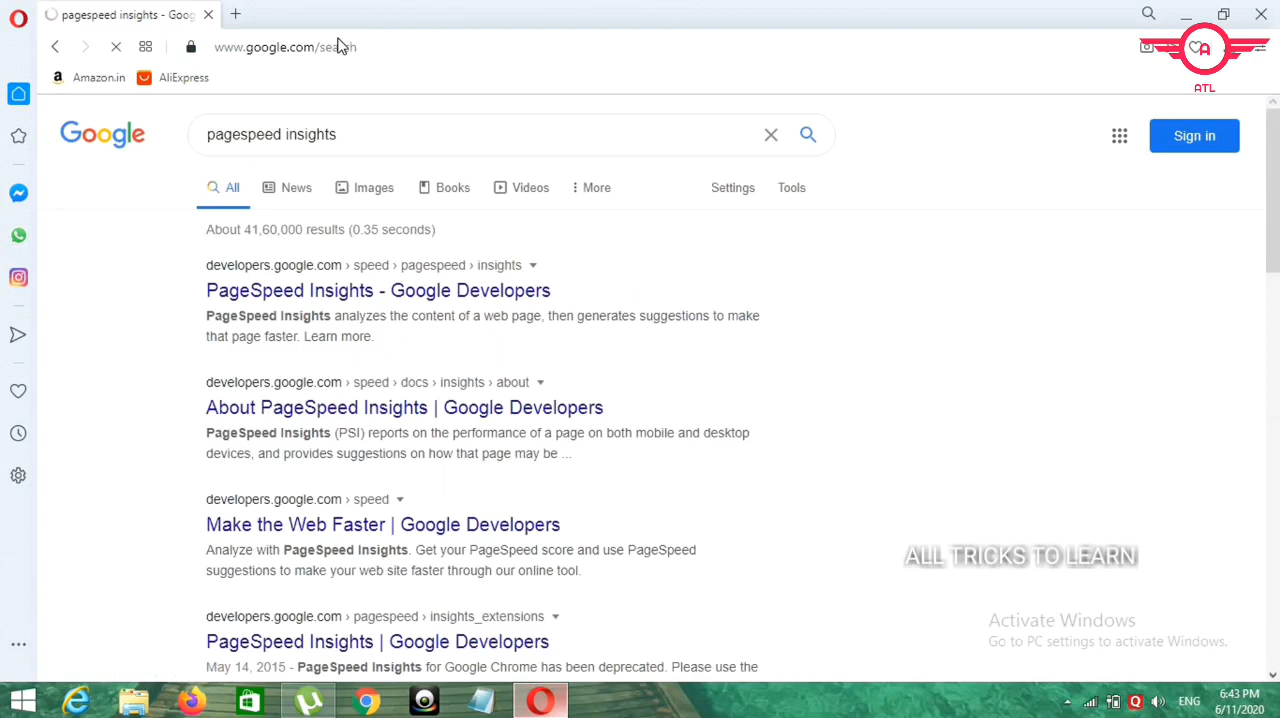 pagespeed insights - Goog
www.google.com/search
Amazon.in
AliExpress
A
ATL
Google
pagespeed insights
Sign in
All
News
Images
Books
Videos
More
Settings
Tools
About 41,60,000 results (0.35 seconds)
developers.google.com › speed › pagespeed › insights
PageSpeed Insights - Google Developers
PageSpeed Insights analyzes the content of a web page, then generates suggestions to make
that page faster. Learn more.
developers.google.com › speed › docs › insights › about
About PageSpeed Insights | Google Developers
PageSpeed Insights (PSI) reports on the performance of a page on both mobile and desktop
devices, and provides suggestions on how that page may be ...
developers.google.com › speed
Make the Web Faster | Google Developers
Analyze with PageSpeed Insights. Get your PageSpeed score and use PageSpeed
suggestions to make your web site faster through our online tool.
ALL TRICKS TO LEARN
developers.google.com › pagespeed › insights_extensions
PageSpeed Insights | Google Developers
May 14, 2015 - PageSpeed Insights for Google Chrome has been deprecated. Please use the
Activate Windows
Go to PC settings to activate Windows.
ENG
6:43 PM
6/11/2020